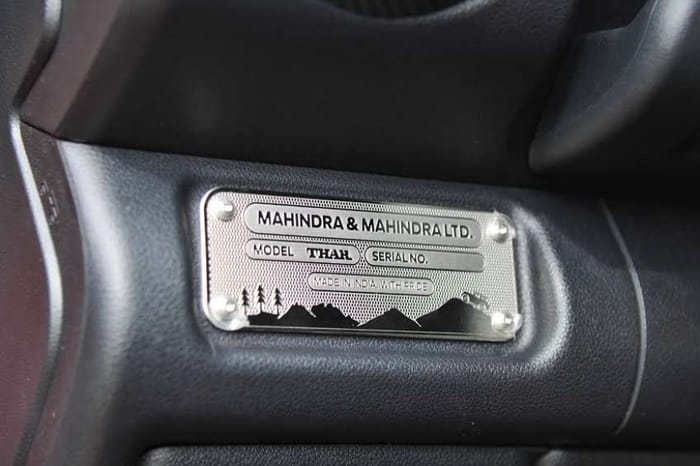 MAHINDRA & MAHINDRA LTD.
MODEL THAR. SERIAL NO.
MADE IN INDIA WITH PRIDE